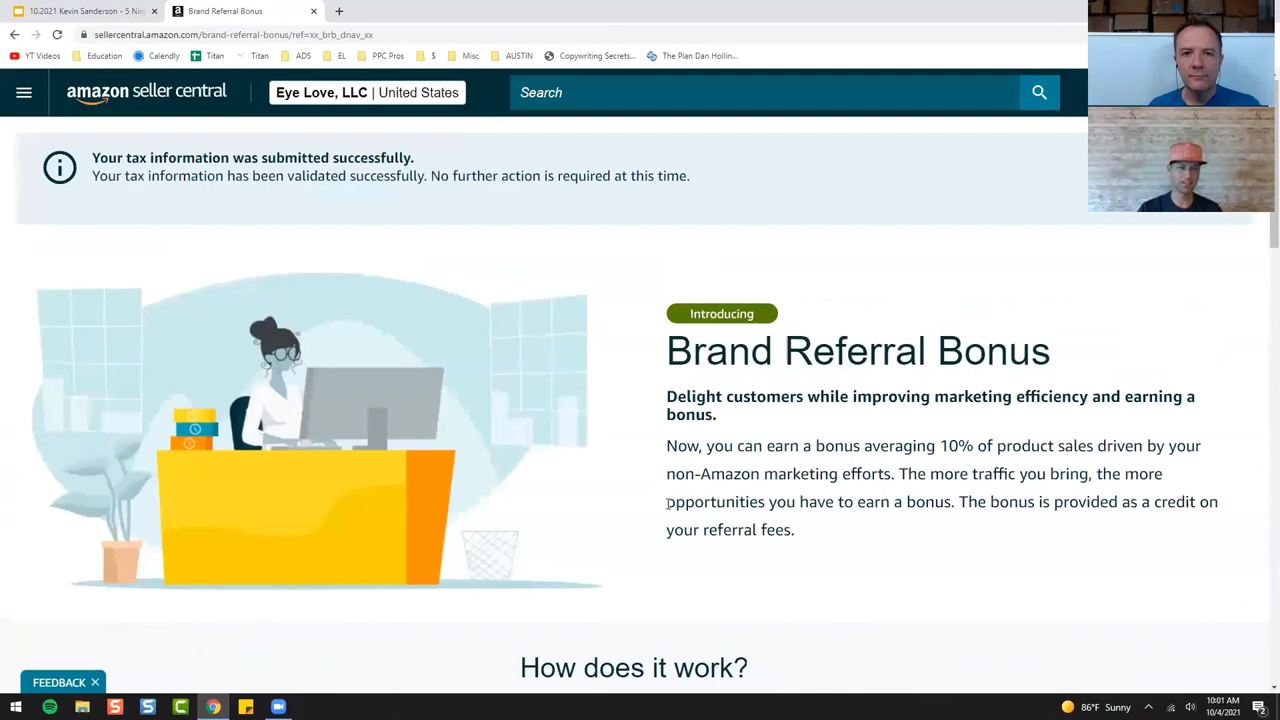 10.2021 Kevin Sanderson - 5 Nin
Brand Referral Bonus
sellercentral.amazon.com/brand-referral-bonus/ref=xx_brb_dnav_xx
YT Videos
Education
Calendly
Titan
Titan
ADS
EL
PPC Pros
$
Misc
AUSTIN
Copywriting Secrets...
The Plan Dan Hollin...
amazon seller central
Eye Love, LLC | United States
Search
Your tax information was submitted successfully.
Your tax information has been validated successfully. No further action is required at this time.
Introducing
Brand Referral Bonus
Delight customers while improving marketing efficiency and earning a
bonus.
Now, you can earn a bonus averaging 10% of product sales driven by your
non-Amazon marketing efforts. The more traffic you bring, the more
opportunities you have to earn a bonus. The bonus is provided as a credit on
your referral fees.
How does it work?
FEEDBACK
86°F Sunny
10:01 AM
10/4/2021
2